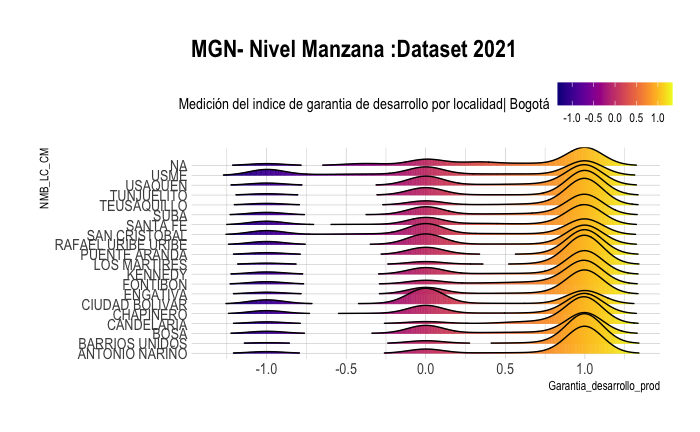 MGN- Nivel Manzana :Dataset 2021
Medición del indice de garantia de desarrollo por localidad| Bogotá
-1.0 -0.5 0.0 0.5 1.0
NMB_LC_CM
NA
USME
USAQUEN
TUNJUELITO
TEUSAQUILLO
SUBA
SANTA FE
SAN CRISTOBAL
RAFAEL URIBE URIBE
PUENTE ARANDA
LOS MARTIRES
KENNEDY
FONTIBON
ENGATIVA
CIUDAD BOLIVAR
CHAPINERO
CANDELARIA
BOSA
BARRIOS UNIDOS
ANTONIO NARIÑO
-1.0 -0.5 0.0 0.5 1.0
Garantia_desarrollo_prod